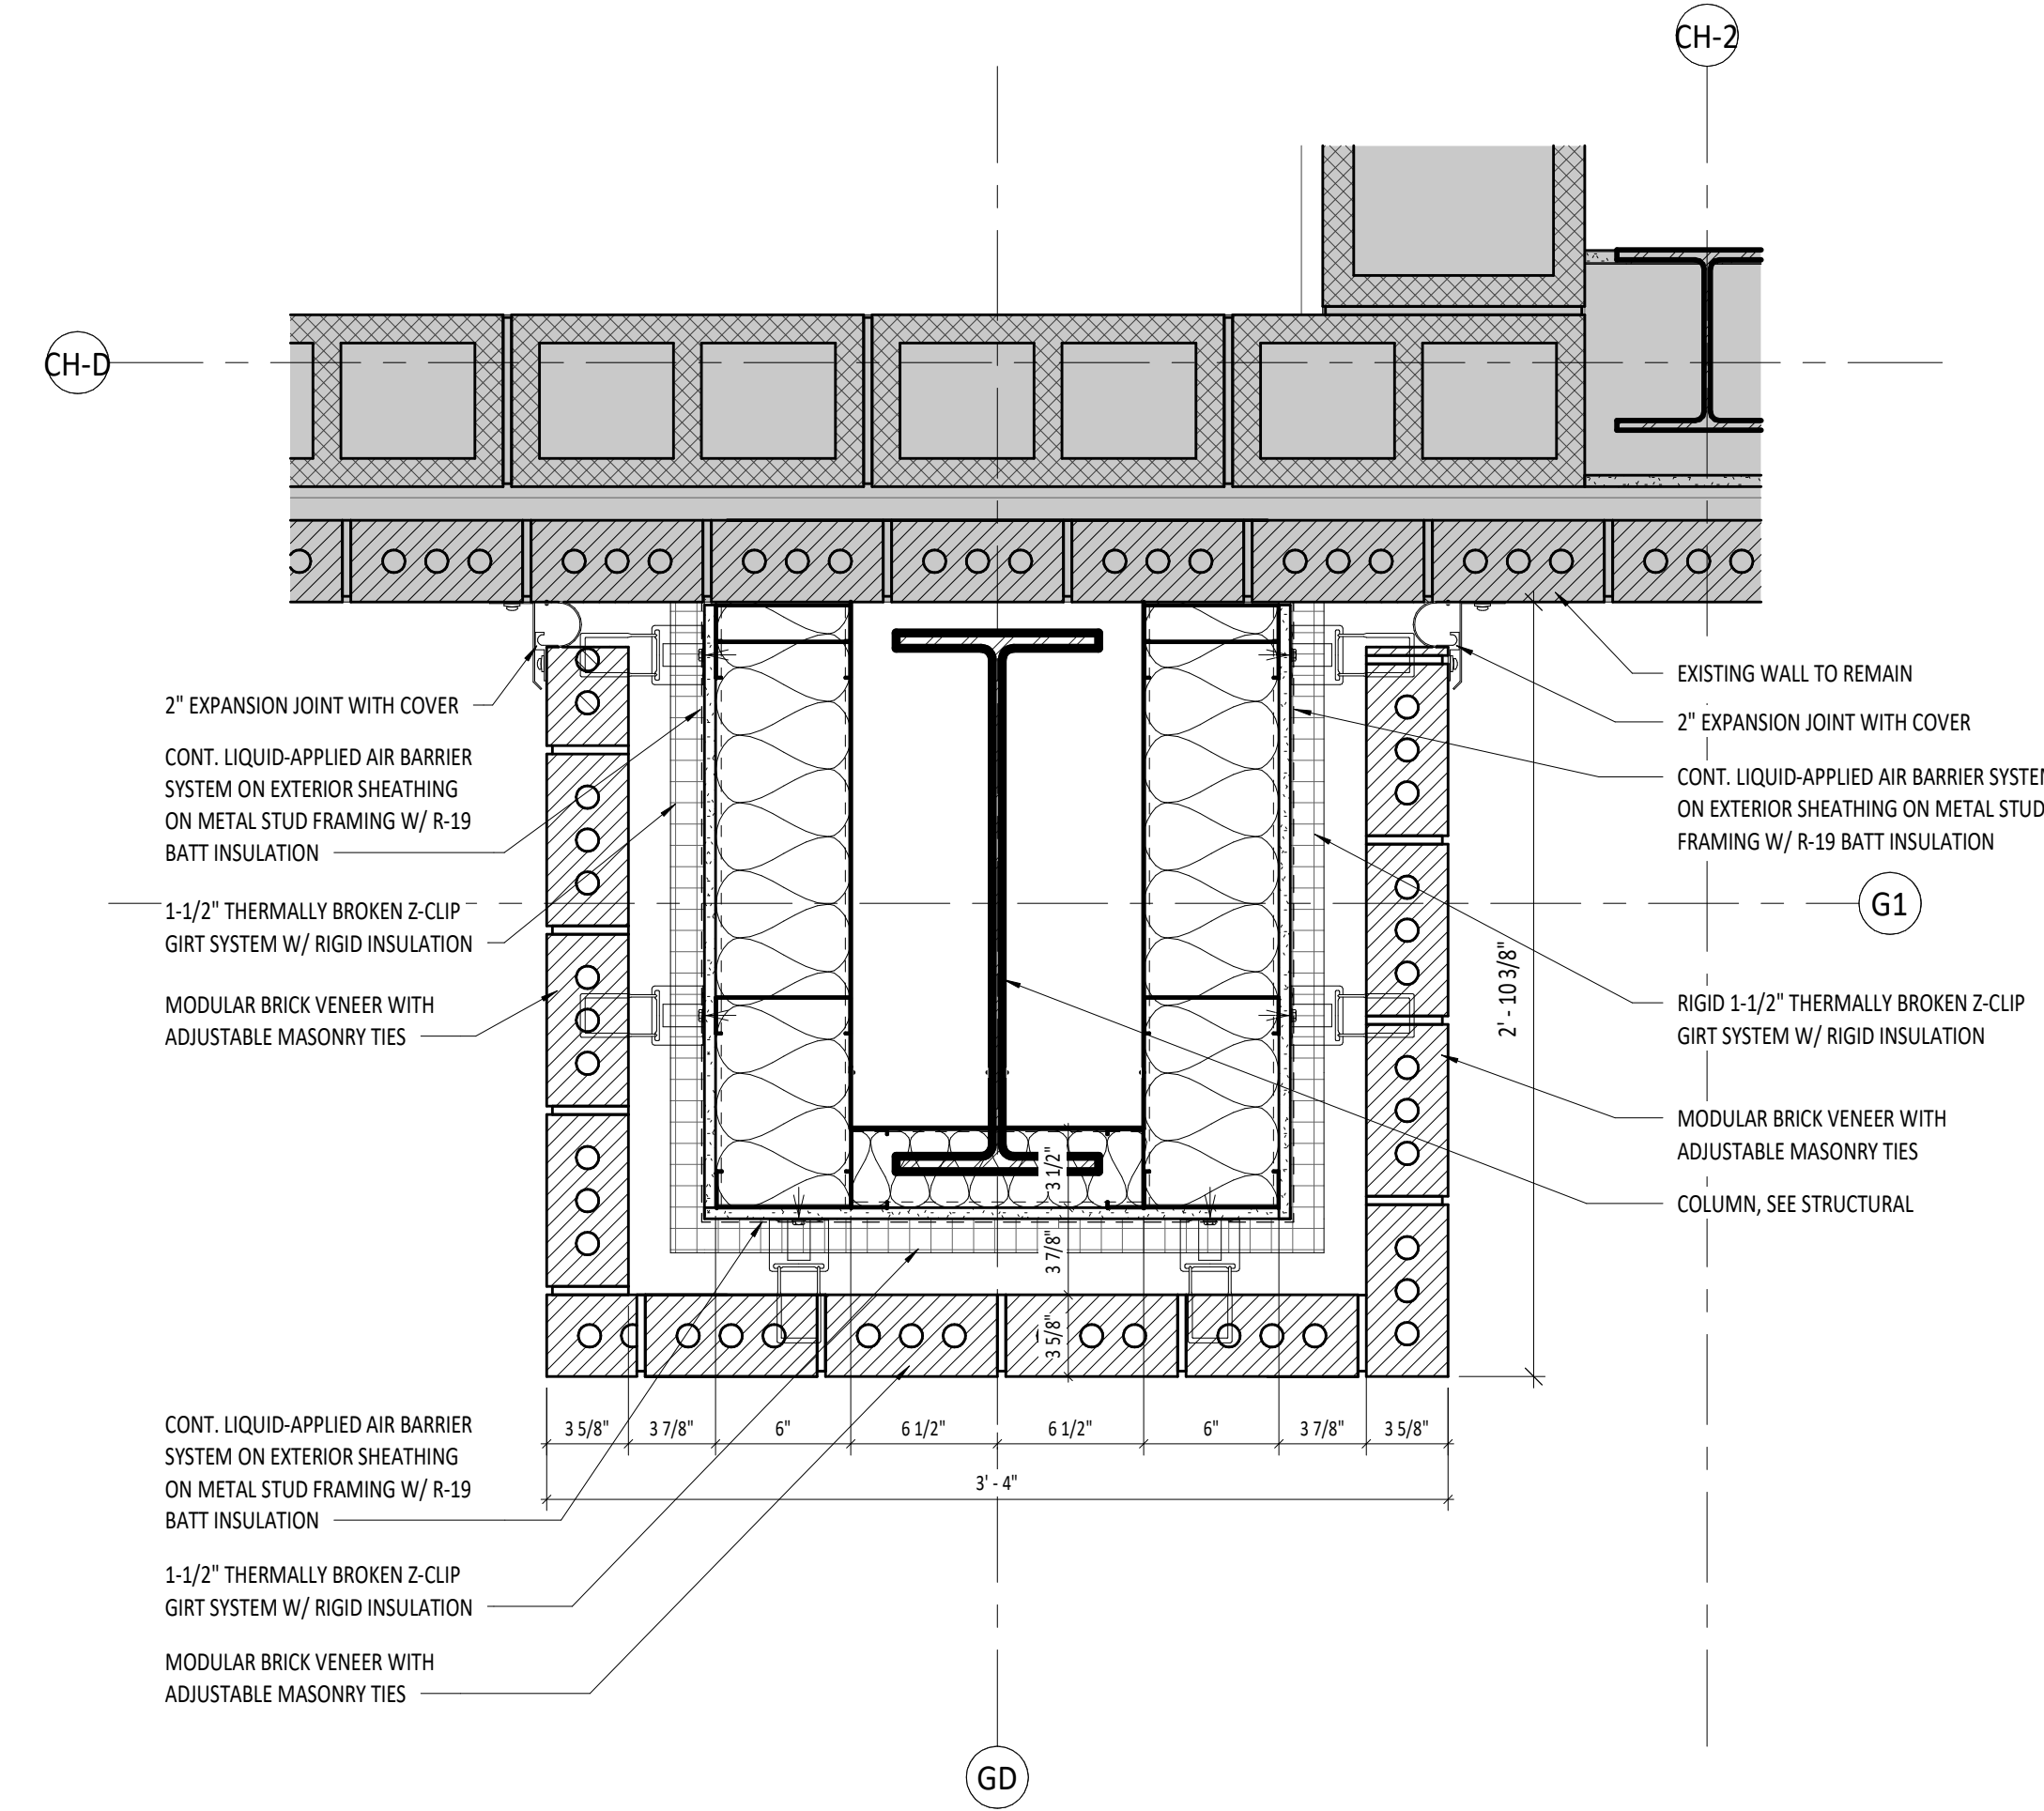 CH-2
CH-D
2" EXPANSION JOINT WITH COVER
CONT. LIQUID-APPLIED AIR BARRIER
SYSTEM ON EXTERIOR SHEATHING
ON METAL STUD FRAMING W/ R-19
BATT INSULATION
1-1/2" THERMALLY BROKEN Z-CLIP
GIRT SYSTEM W/ RIGID INSULATION
MODULAR BRICK VENEER WITH
ADJUSTABLE MASONRY TIES
EXISTING WALL TO REMAIN
2" EXPANSION JOINT WITH COVER
CONT. LIQUID-APPLIED AIR BARRIER SYSTEM
ON EXTERIOR SHEATHING ON METAL STUD
FRAMING W/ R-19 BATT INSULATION
G1
2' - 10 3/8"
RIGID 1-1/2" THERMALLY BROKEN Z-CLIP
GIRT SYSTEM W/ RIGID INSULATION
MODULAR BRICK VENEER WITH
ADJUSTABLE MASONRY TIES
COLUMN, SEE STRUCTURAL
3 1/2"
3 7/8"
3 5/8"
3 5/8" 3 7/8" 6" 6 1/2" 6 1/2" 6" 3 7/8" 3 5/8"
3' - 4"
CONT. LIQUID-APPLIED AIR BARRIER
SYSTEM ON EXTERIOR SHEATHING
ON METAL STUD FRAMING W/ R-19
BATT INSULATION
1-1/2" THERMALLY BROKEN Z-CLIP
GIRT SYSTEM W/ RIGID INSULATION
MODULAR BRICK VENEER WITH
ADJUSTABLE MASONRY TIES
GD